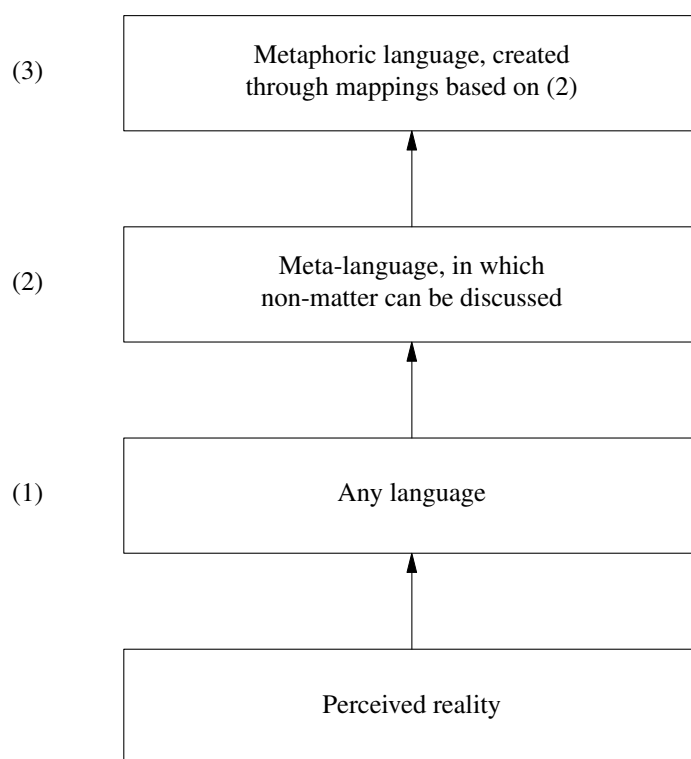 (3)
Metaphoric language, created
through mappings based on (2)
(2)
Meta-language, in which
non-matter can be discussed
(1)
Any language
Perceived reality